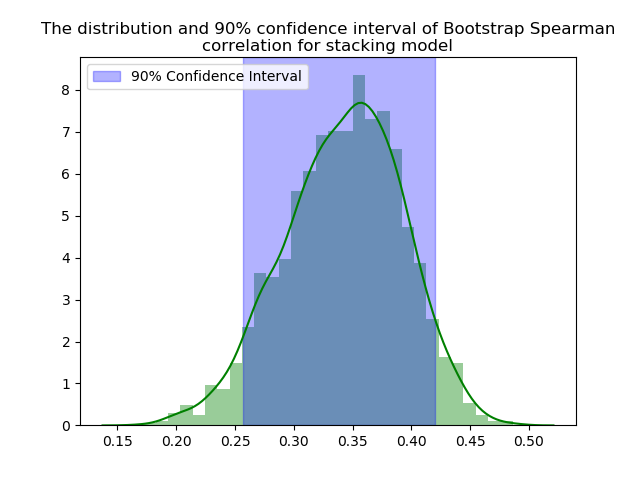 The distribution and 90% confidence interval of Bootstrap Spearman
correlation for stacking model
90% Confidence Interval
8
7
6
5
4
3
2
1
0
0.15 0.20 0.25 0.30 0.35 0.40 0.45 0.50